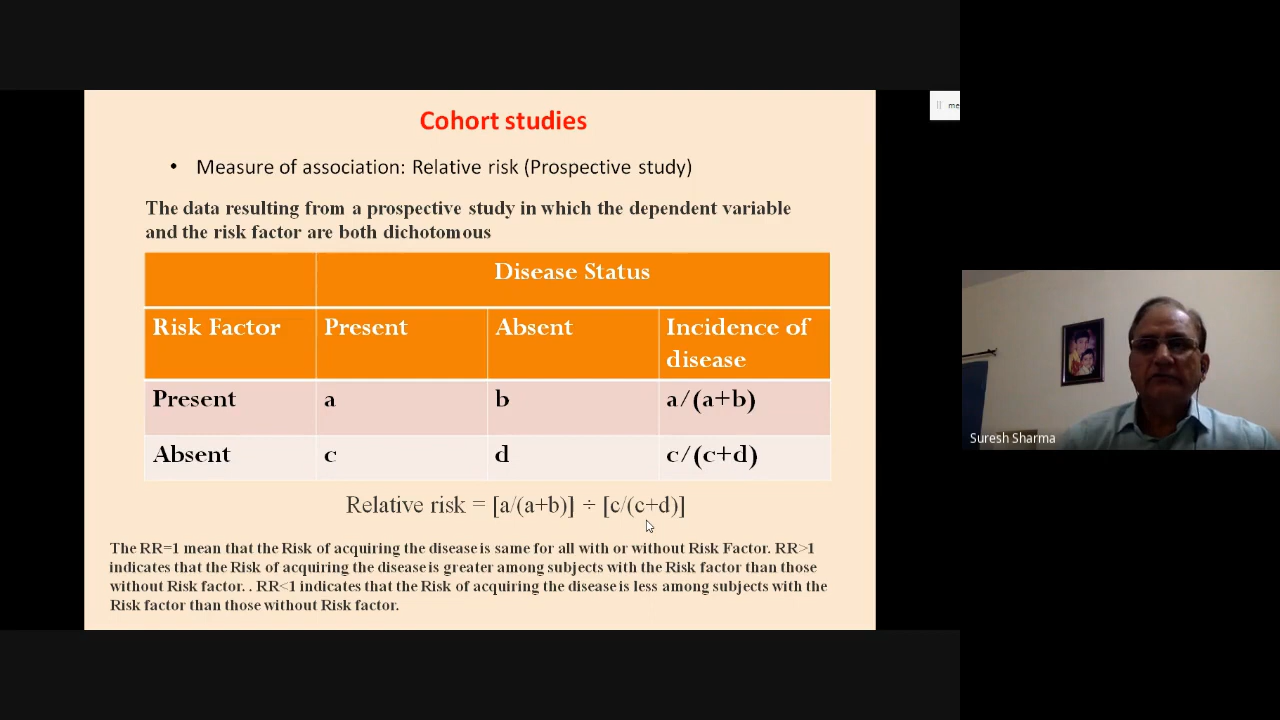 Cohort studies
• Measure of association: Relative risk (Prospective study)
The data resulting from a prospective study in which the dependent variable
and the risk factor are both dichotomous
Disease Status
Risk Factor Present Absent Incidence of
disease
Present a b a/(a+b)
Absent c d c/(c+d)
Relative risk = [a/(a+b)] ÷ [c/(c+d)]
The RR=1 mean that the Risk of acquiring the disease is same for all with or without Risk Factor. RR>1
indicates that the Risk of acquiring the disease is greater among subjects with the Risk factor than those
without Risk factor. . RR<1 indicates that the Risk of acquiring the disease is less among subjects with the
Risk factor than those without Risk factor.
me
Suresh Sharma